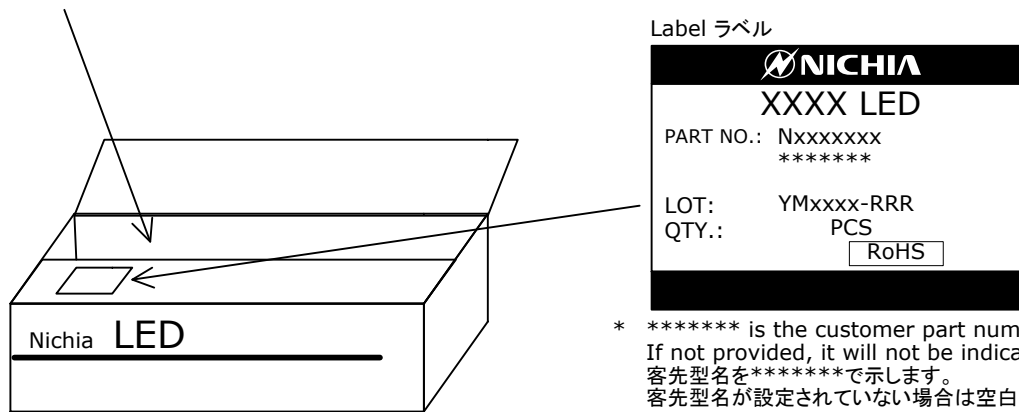 Label ラベル
NICHIA
XXXX LED
PART NO.: Nxxxxxxx
*******
LOT: YMxxxx-RRR
QTY.: PCS
RoHS
Nichia LED
* ******* is the customer part num
If not provided, it will not be indica
客先型名を*******で示します。
客先型名が設定されていない場合は空白